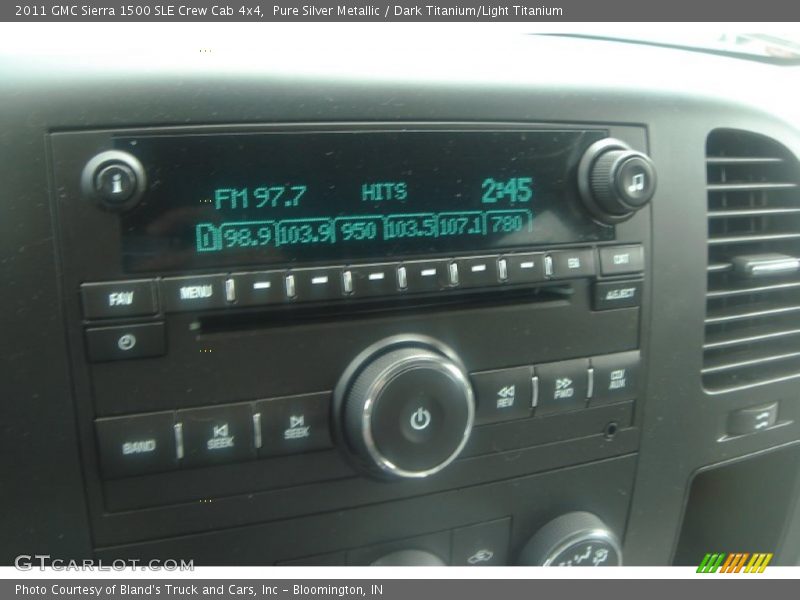 2011 GMC Sierra 1500 SLE Crew Cab 4x4,  Pure Silver Metallic / Dark Titanium/Light Titanium
FM 97.7 HITS 2:45
1 98.9 103.9 950 103.5 107.1 780
FAV MENU CAT
EJECT
BAND SEEK SEEK REV FWD AUX
GTCARLOT.COM
Photo Courtesy of Bland's Truck and Cars, Inc - Bloomington, IN